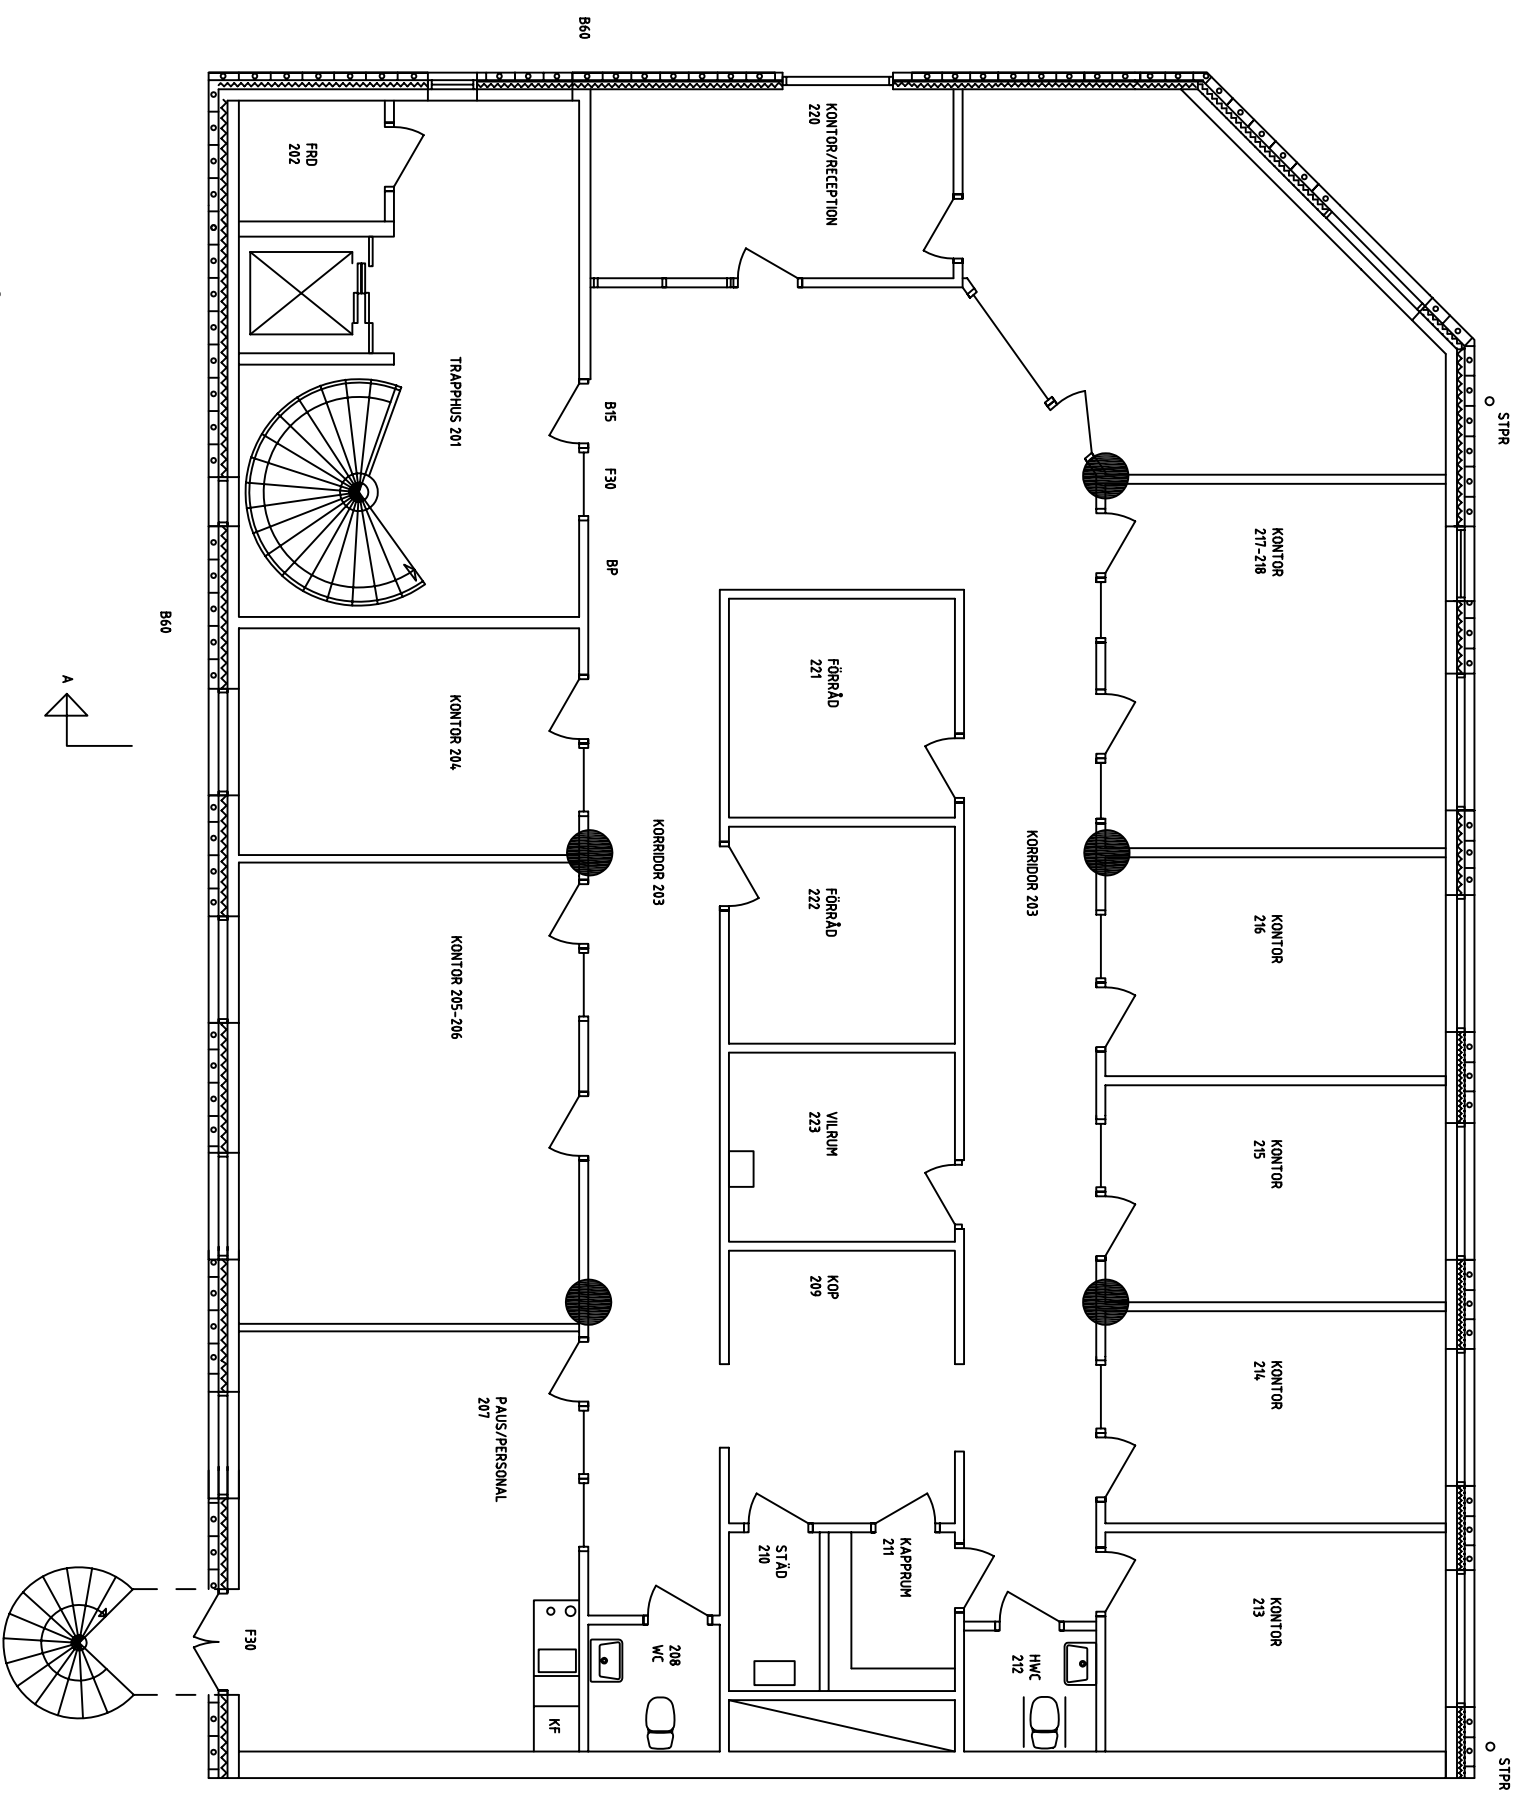 B60
STPR
KONTOR/RECEPTION
220
FRD
202
TRAPPHUS 201
B15
F30
BP
KONTOR
217-218
B60
A
KONTOR 204
FÖRRÅD
221
KORRIDOR 203
KORRIDOR 203
FÖRRÅD
222
KONTOR
216
KONTOR 205-206
VILRUM
223
KONTOR
215
KOP
209
KONTOR
214
PAUS/PERSONAL
207
STÄD
210
KAPPRUM
211
KONTOR
213
F30
208
WC
HWC
212
KF
STPR